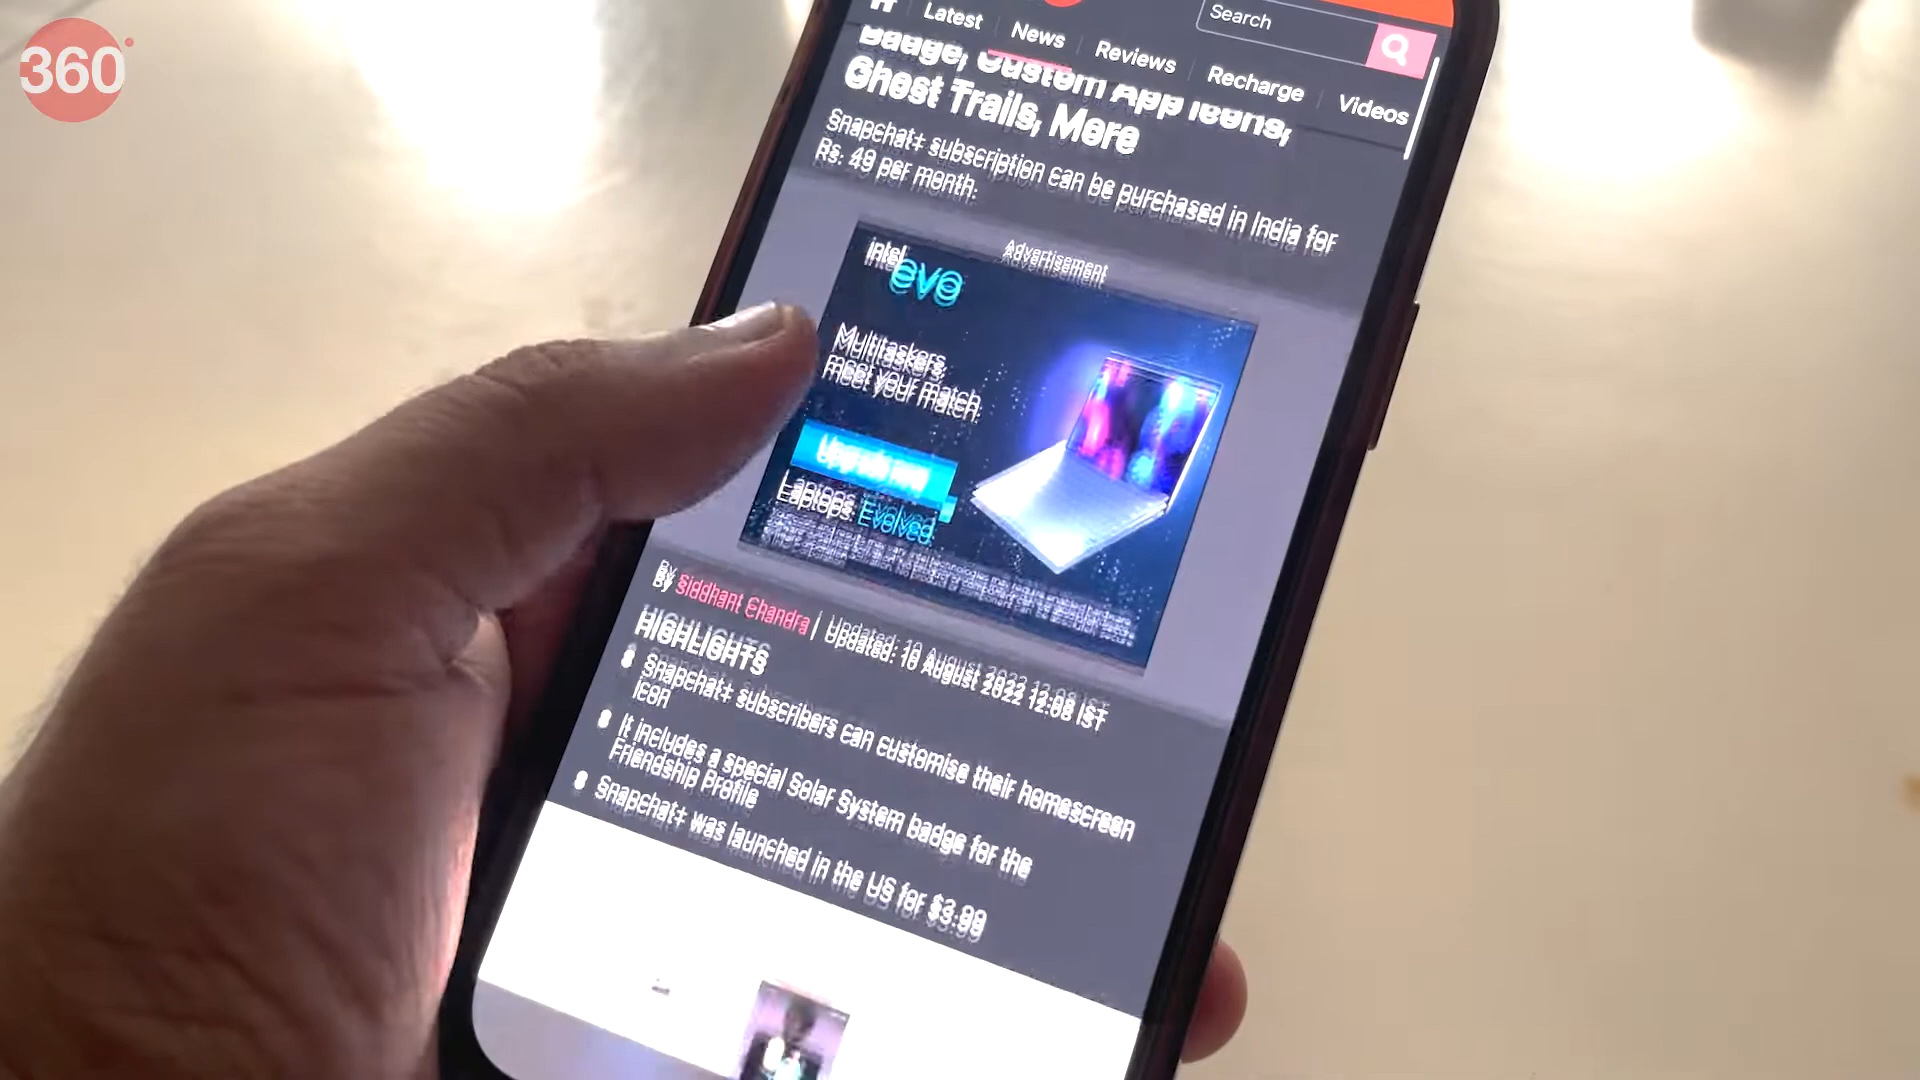 360
Search
Latest
News
Reviews
Recharge
Videos
Badge, Custom App Icons,
Ghost Trails, More
Snapchat+ subscription can be purchased in India for
Rs. 49 per month.
Advertisement
intel
evo
Multitaskers,
meet your match.
Upgrade now
Laptops. Evolved.
By Siddhant Chandra | Updated: 10 August 2022 12:08 IST
HIGHLIGHTS
Snapchat+ subscribers can customise their homescreen
icon
It includes a special Solar System badge for the
Friendship Profile
Snapchat+ was launched in the US for $3.99